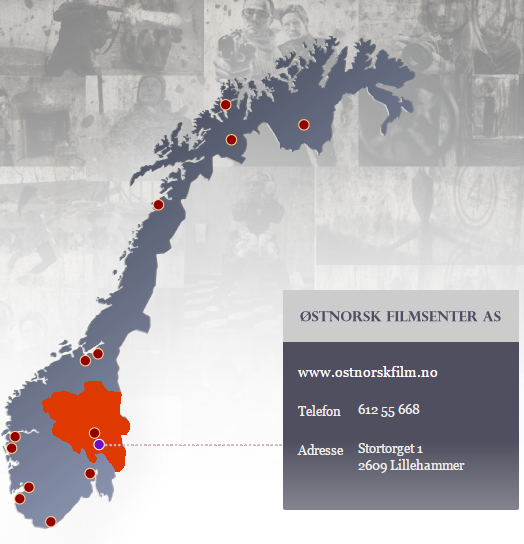 ØSTNORSK FILMSENTER AS
www.ostnorskfilm.no
Telefon 612 55 668
Adresse Stortorget 1
2609 Lillehammer